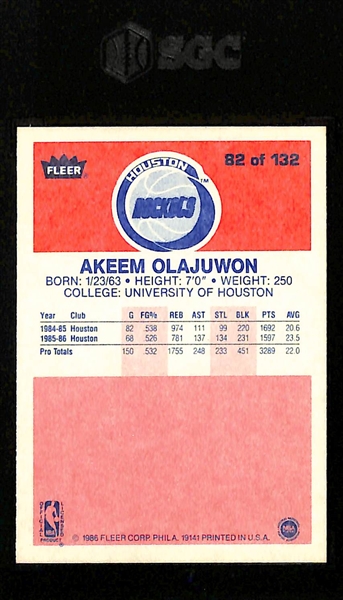 SGC
FLEER
HOUSTON
ROCKETS
TM
82 of 132
AKEEM OLAJUWON
BORN: 1/23/63 • HEIGHT: 7'0" • WEIGHT: 250
COLLEGE: UNIVERSITY OF HOUSTON
Year Club G FG% REB AST STL BLK PTS AVG
1984-85 Houston 82 .538 974 111 99 220 1692 20.6
1985-86 Houston 68 .526 781 137 134 231 1597 23.5
Pro Totals 150 .532 1755 248 233 451 3289 22.0
© 1986 FLEER CORP. PHILA. 19141 PRINTED IN U.S.A.